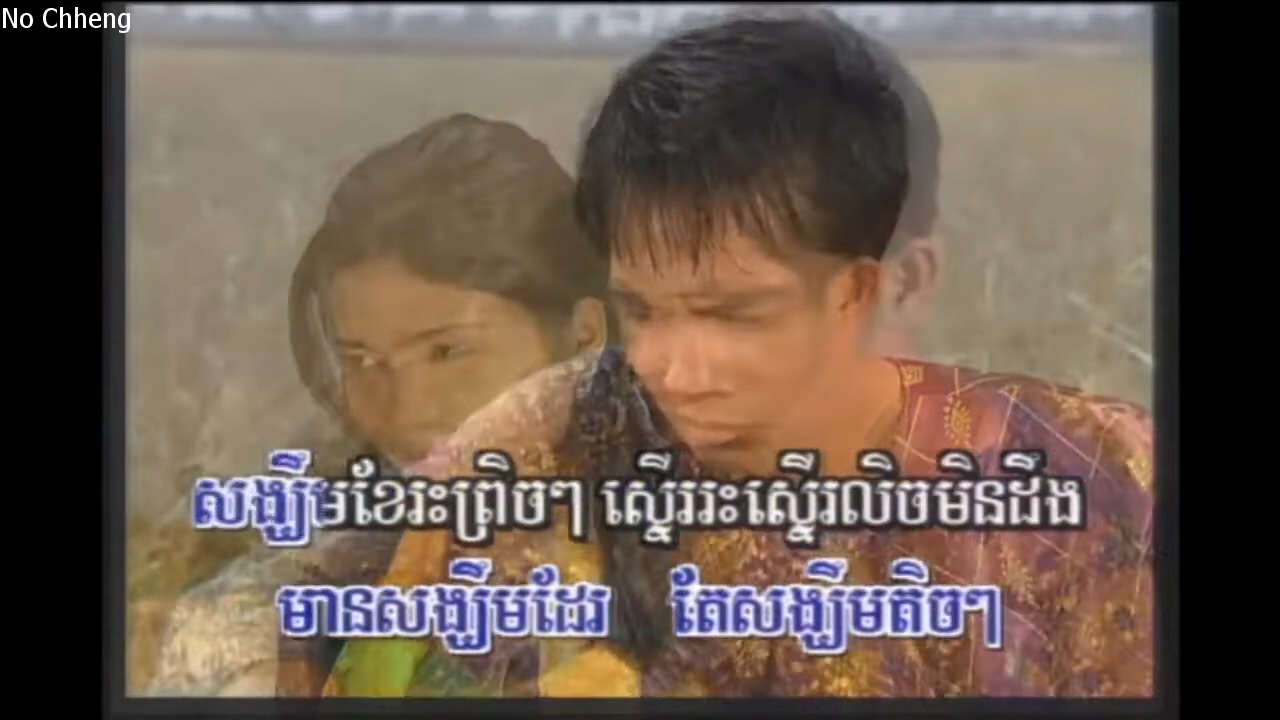 No Chheng
សង្ឃឹមខែរះព្រិចៗ ស្ទើររះស្ទើរលិចមិនដឹង
មានសង្ឃឹមដែរ តែសង្ឃឹមតិចៗ